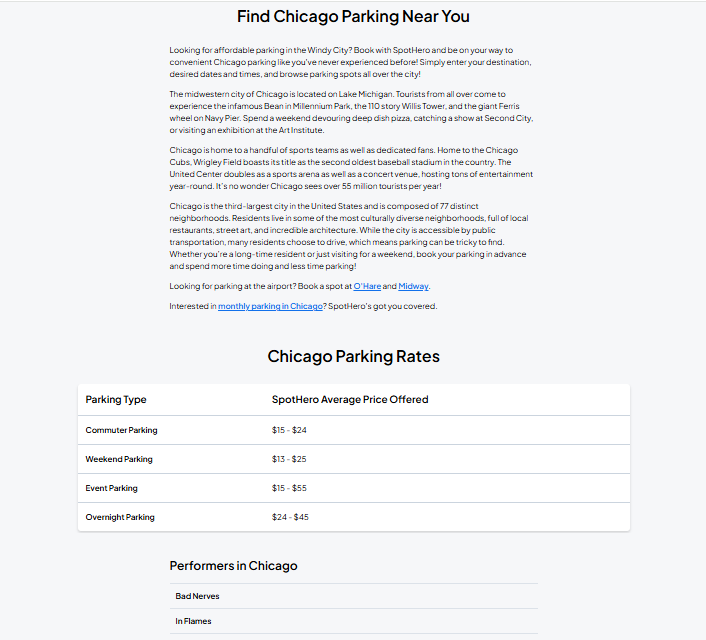 Find Chicago Parking Near You
Looking for affordable parking in the Windy City? Book with SpotHero and be on your way to
convenient Chicago parking like you've never experienced before! Simply enter your destination,
desired dates and times, and browse parking spots all over the city!
The midwestern city of Chicago is located on Lake Michigan. Tourists from all over come to
experience the infamous Bean in Millennium Park, the 110 story Willis Tower, and the giant Ferris
wheel on Navy Pier. Spend a weekend devouring deep dish pizza, catching a show at Second City,
or visiting an exhibition at the Art Institute.
Chicago is home to a handful of sports teams as well as dedicated fans. Home to the Chicago
Cubs, Wrigley Field boasts its title as the second oldest baseball stadium in the country. The
United Center doubles as a sports arena as well as a concert venue, hosting tons of entertainment
year-round. It's no wonder Chicago sees over 55 million tourists per year!
Chicago is the third-largest city in the United States and is composed of 77 distinct
neighborhoods. Residents live in some of the most culturally diverse neighborhoods, full of local
restaurants, street art, and incredible architecture. While the city is accessible by public
transportation, many residents choose to drive, which means parking can be tricky to find.
Whether you're a long-time resident or just visiting for a weekend, book your parking in advance
and spend more time doing and less time parking!
Looking for parking at the airport? Book a spot at O'Hare and Midway.
Interested in monthly parking in Chicago? SpotHero's got you covered.
Chicago Parking Rates
Parking Type SpotHero Average Price Offered
Commuter Parking $15 - $24
Weekend Parking $13 - $25
Event Parking $15 - $55
Overnight Parking $24 - $45
Performers in Chicago
Bad Nerves
In Flames